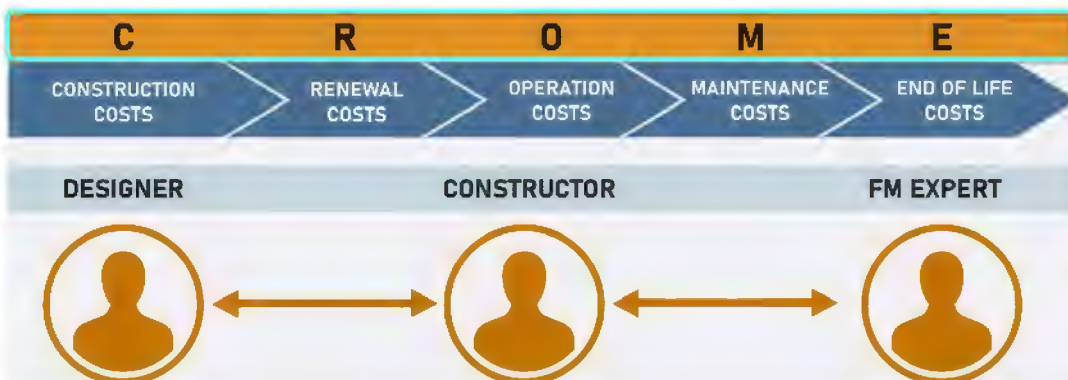 C R O M E
CONSTRUCTION COSTS
RENEWAL COSTS
OPERATION COSTS
MAINTENANCE COSTS
END OF LIFE COSTS
DESIGNER CONSTRUCTOR FM EXPERT